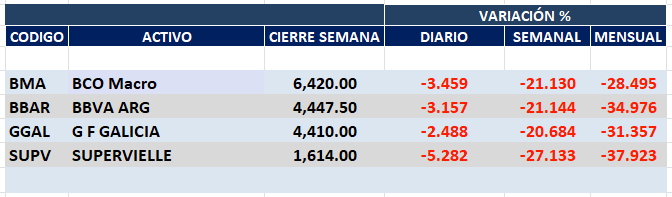 VARIACIÓN %
CODIGO ACTIVO CIERRE SEMANA DIARIO SEMANAL MENSUAL
BMA BCO Macro 6,420.00 -3.459 -21.130 -28.495
BBAR BBVA ARG 4,447.50 -3.157 -21.144 -34.976
GGAL G F GALICIA 4,410.00 -2.488 -20.684 -31.357
SUPV SUPERVIELLE 1,614.00 -5.282 -27.133 -37.923